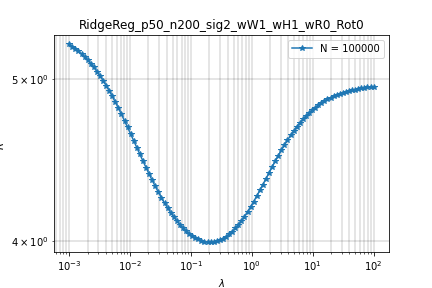 RidgeReg_p50_n200_sig2_wW1_wH1_wR0_Rot0
N = 100000
5 × 10⁰
4 × 10⁰
10⁻³ 10⁻² 10⁻¹ 10⁰ 10¹ 10²
λ